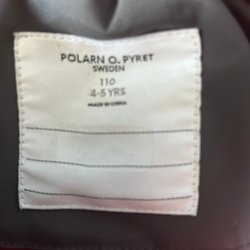 POLARN O. PYRET
SWEDEN
110
4-5 YRS
MADE IN CHINA